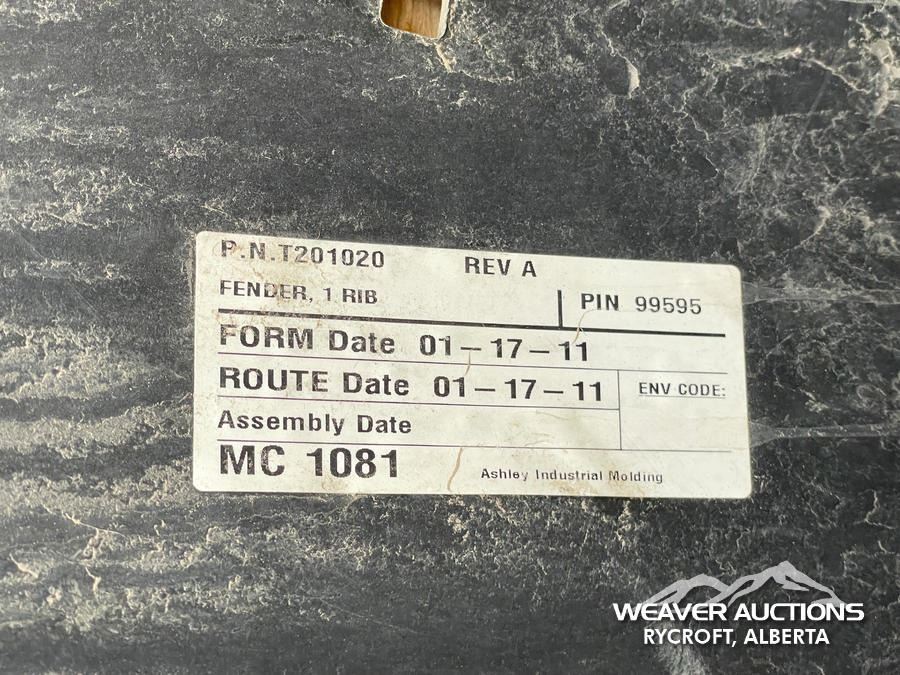 P.N.T201020 REV A
FENDER, 1 RIB PIN 99595
FORM Date 01-17-11
ROUTE Date 01-17-11 ENV CODE:
Assembly Date
MC 1081 Ashley Industrial Molding
WEAVER AUCTIONS
RYCROFT, ALBERTA